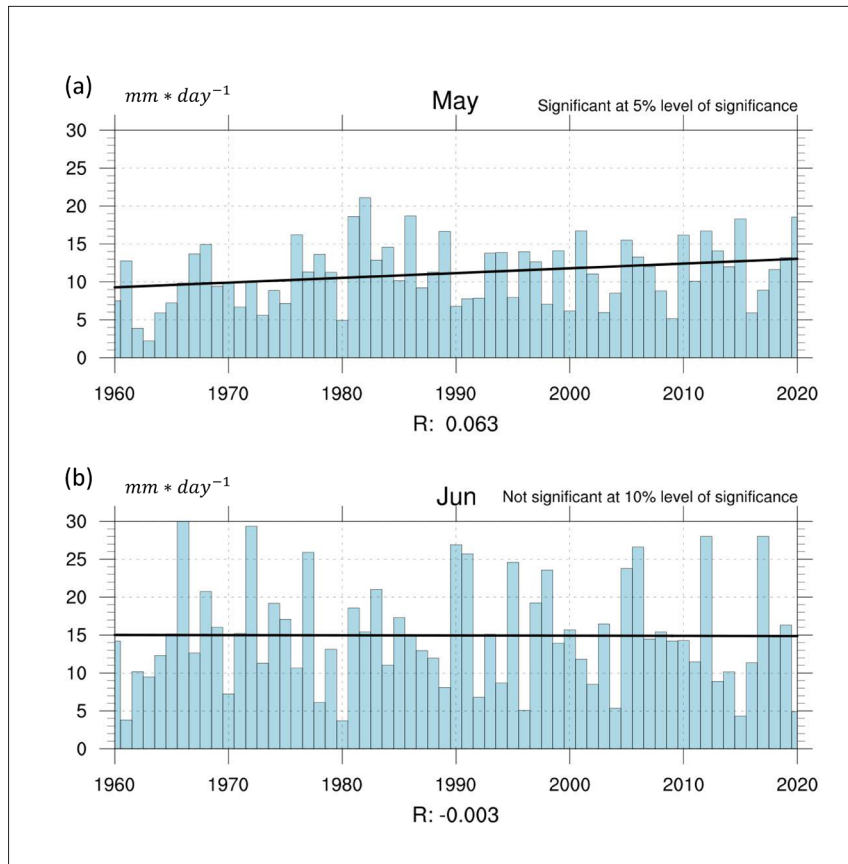 (a)
mm * day⁻¹
May
Significant at 5% level of significance
30
25
20
15
10
5
0
1960 1970 1980 1990 2000 2010 2020
R: 0.063
(b)
mm * day⁻¹
Jun
Not significant at 10% level of significance
30
25
20
15
10
5
0
1960 1970 1980 1990 2000 2010 2020
R: -0.003